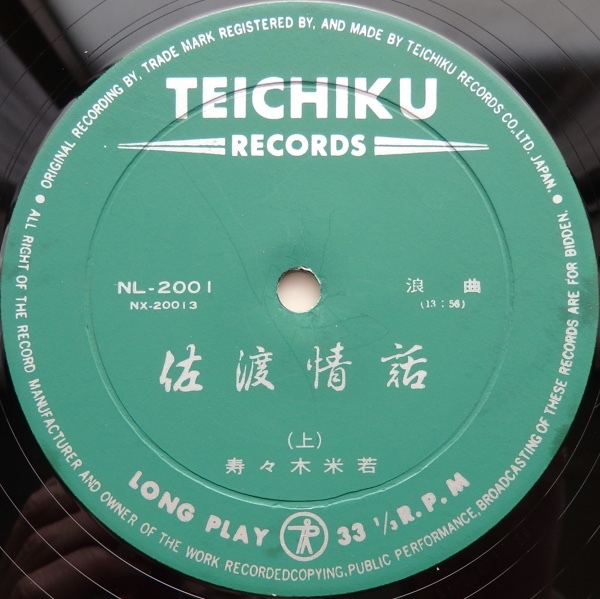 ● ORIGINAL RECORDING BY, TRADE MARK REGISTERED BY, AND MADE BY TEICHIKU RECORDS CO., LTD. JAPAN. ●
TEICHIKU
RECORDS
NL-2001
NX-20013
浪曲
(13:56)
佐渡情話
(上)
寿々木米若
LONG PLAY 33 1/3 R.P.M
ALL RIGHT OF THE RECORD MANUFACTURER AND OWNER OF THE WORK RECORDEDCOPYING, PUBLIC PERFORMANCE, BROADCASTING OF THESE RECORDS ARE FOR BIDDEN.